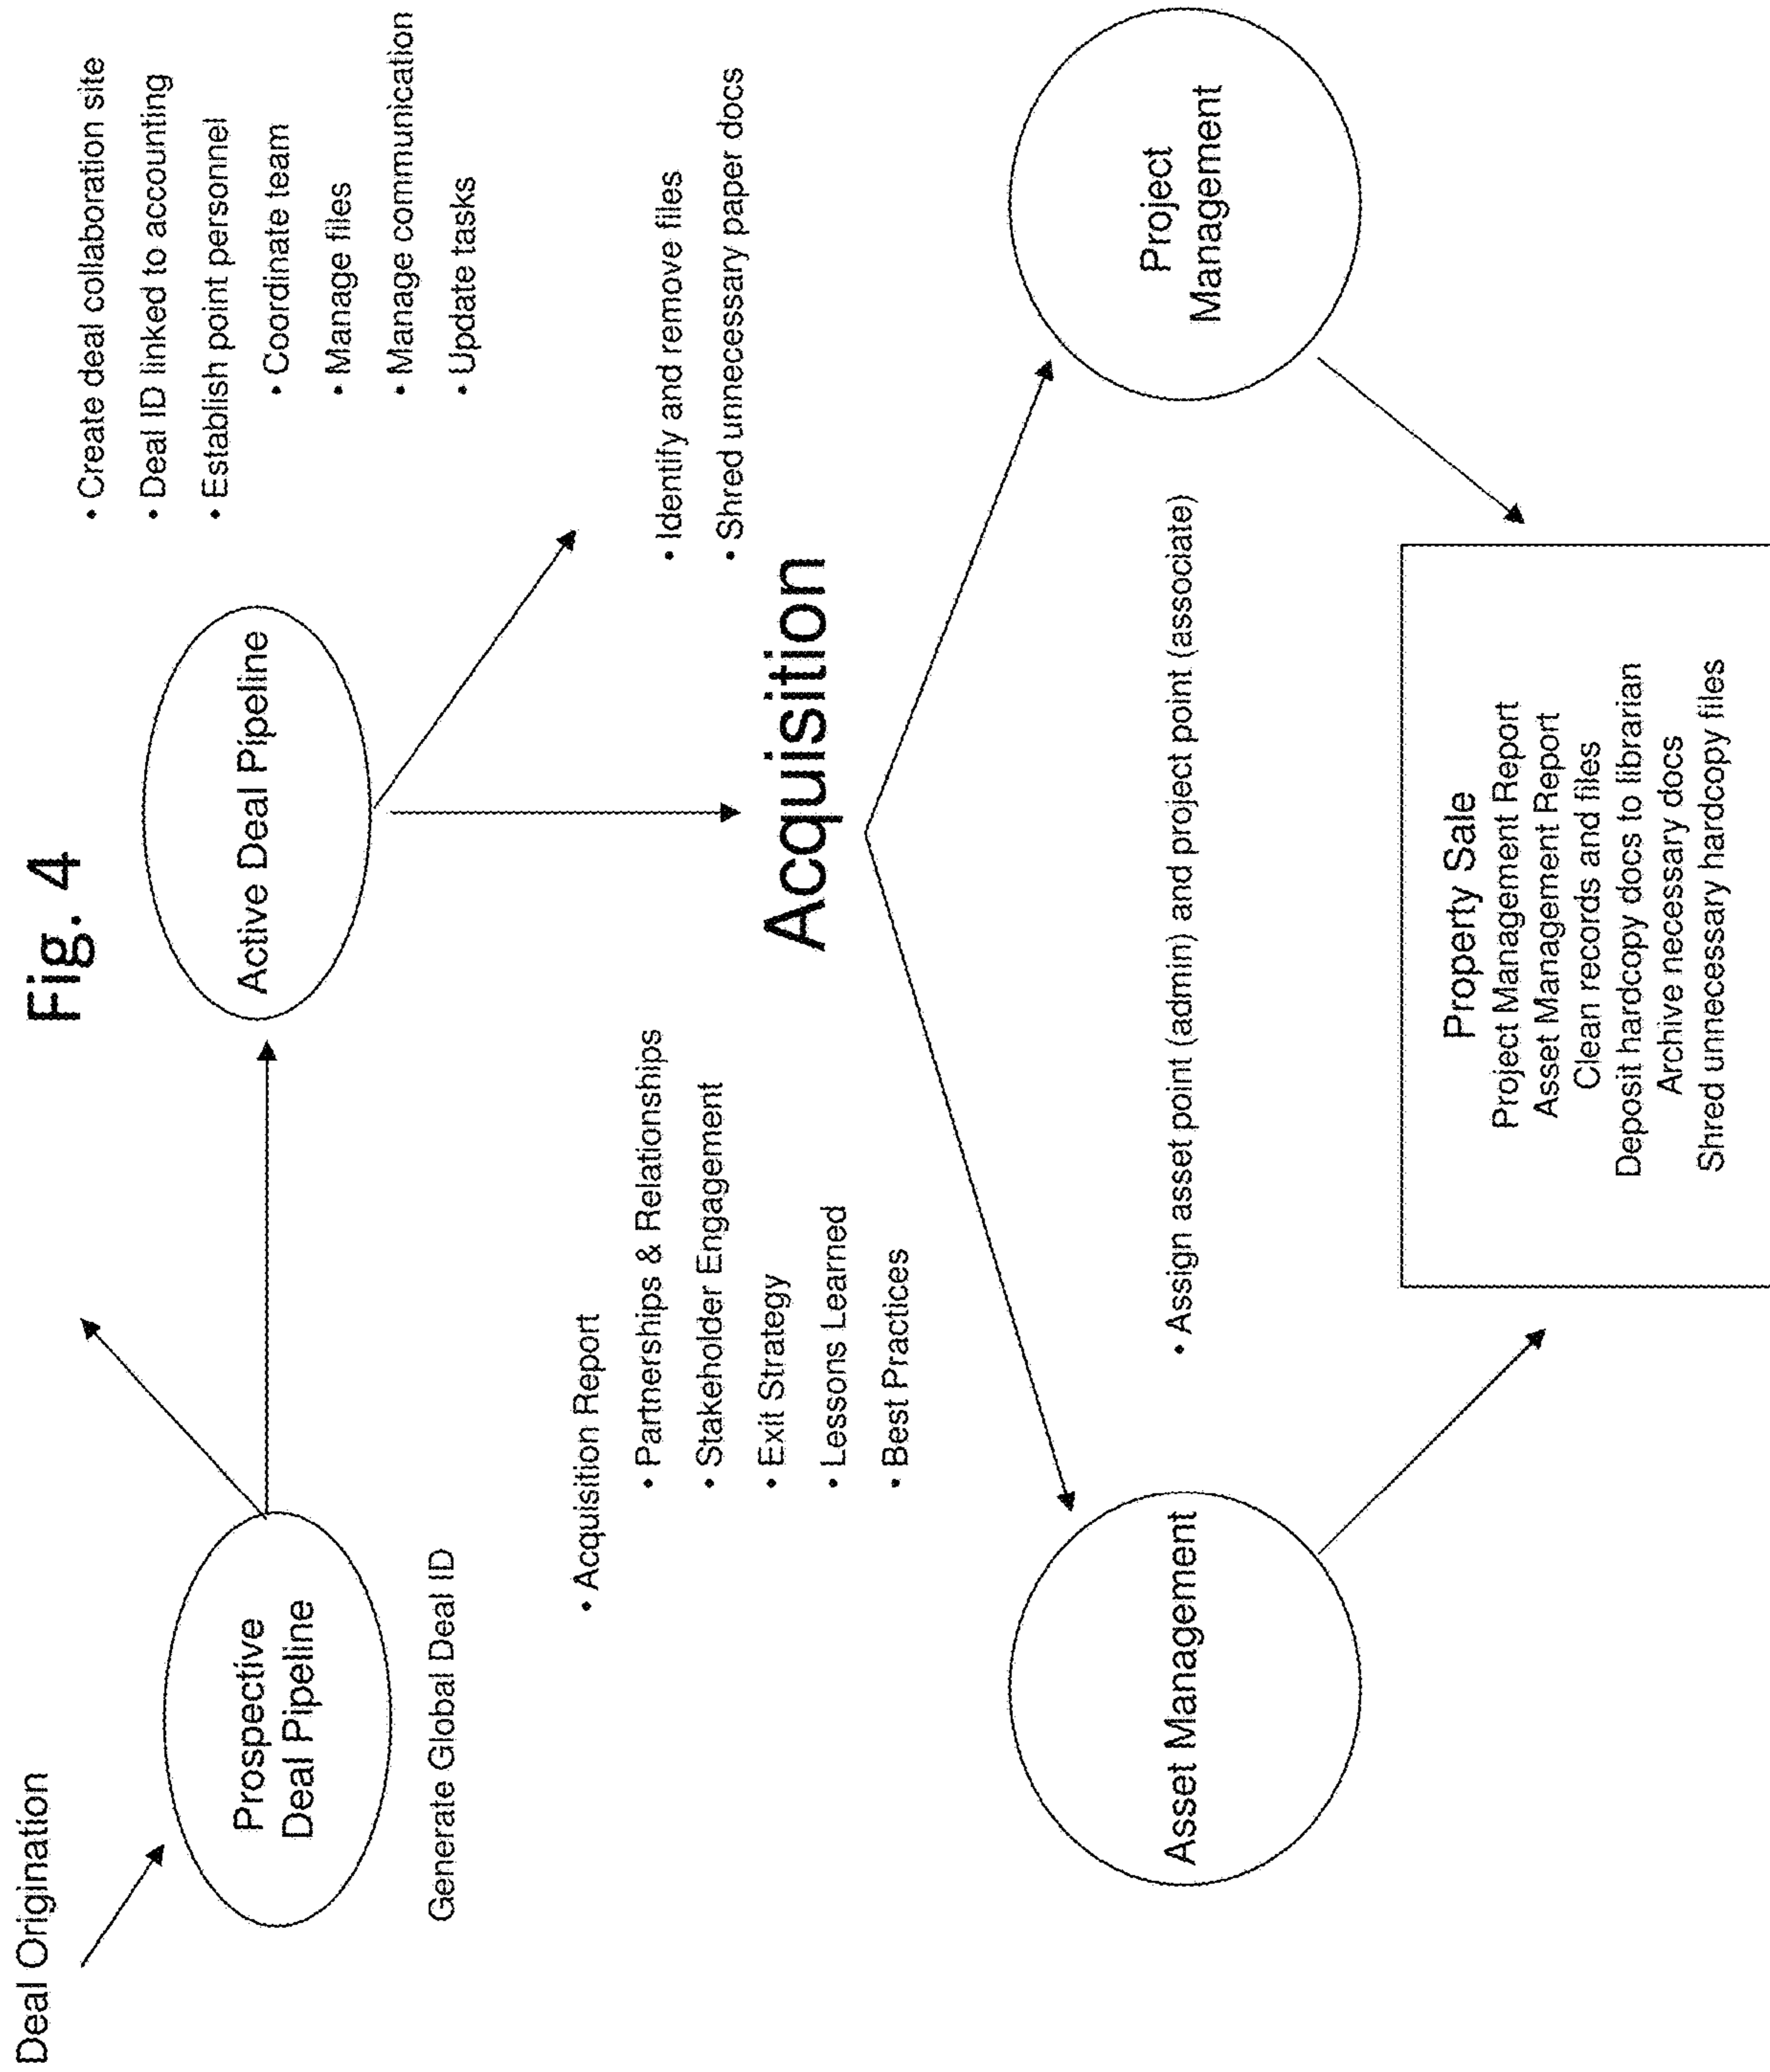 Fig. 4
Deal Origination
Prospective
Deal Pipeline
Generate Global Deal ID
Active Deal Pipeline
• Create deal collaboration site
• Deal ID linked to accounting
• Establish point personnel
• Coordinate team
• Manage files
• Manage communication
• Update tasks
• Identify and remove files
• Shred unnecessary paper docs
• Acquisition Report
• Partnerships & Relationships
• Stakeholder Engagement
• Exit Strategy
• Lessons Learned
• Best Practices
Acquisition
Asset Management
• Assign asset point (admin) and project point (associate)
Project
Management
Property Sale
Project Management Report
Asset Management Report
Clean records and files
Deposit hardcopy docs to librarian
Archive necessary docs
Shred unnecessary hardcopy files